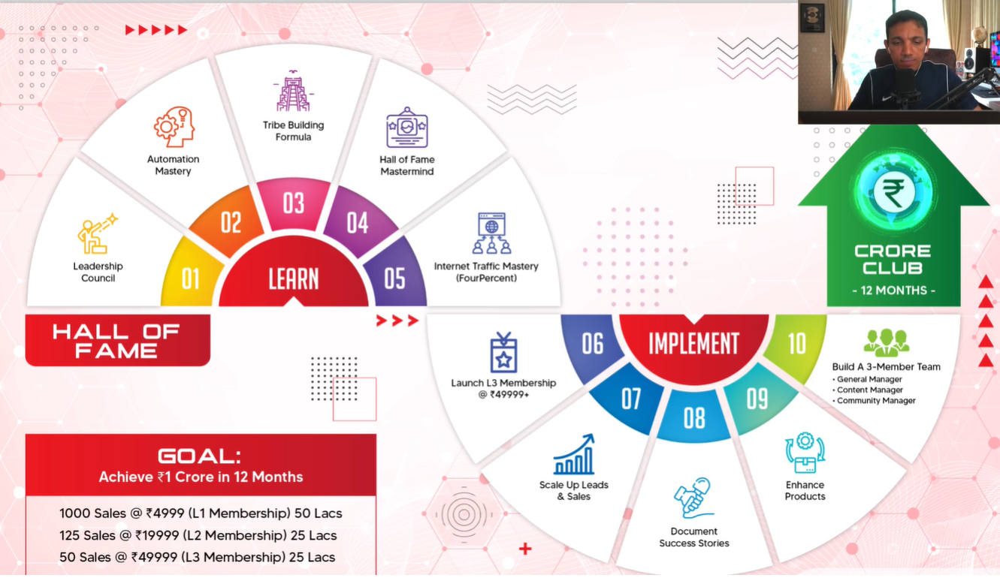 Leadership
Council
01
Automation
Mastery
02
Tribe Building
Formula
03
Hall of Fame
Mastermind
04
Internet Traffic Mastery
(FourPercent)
05
LEARN
HALL OF
FAME
CRORE
CLUB
- 12 MONTHS -
IMPLEMENT
06
Launch L3 Membership
@ ₹49999+
07
Scale Up Leads
& Sales
08
Document
Success Stories
09
Enhance
Products
10
Build A 3-Member Team
• General Manager
• Content Manager
• Community Manager
GOAL:
Achieve ₹1 Crore in 12 Months
1000 Sales @ ₹4999 (L1 Membership) 50 Lacs
125 Sales @ ₹19999 (L2 Membership) 25 Lacs
50 Sales @ ₹49999 (L3 Membership) 25 Lacs